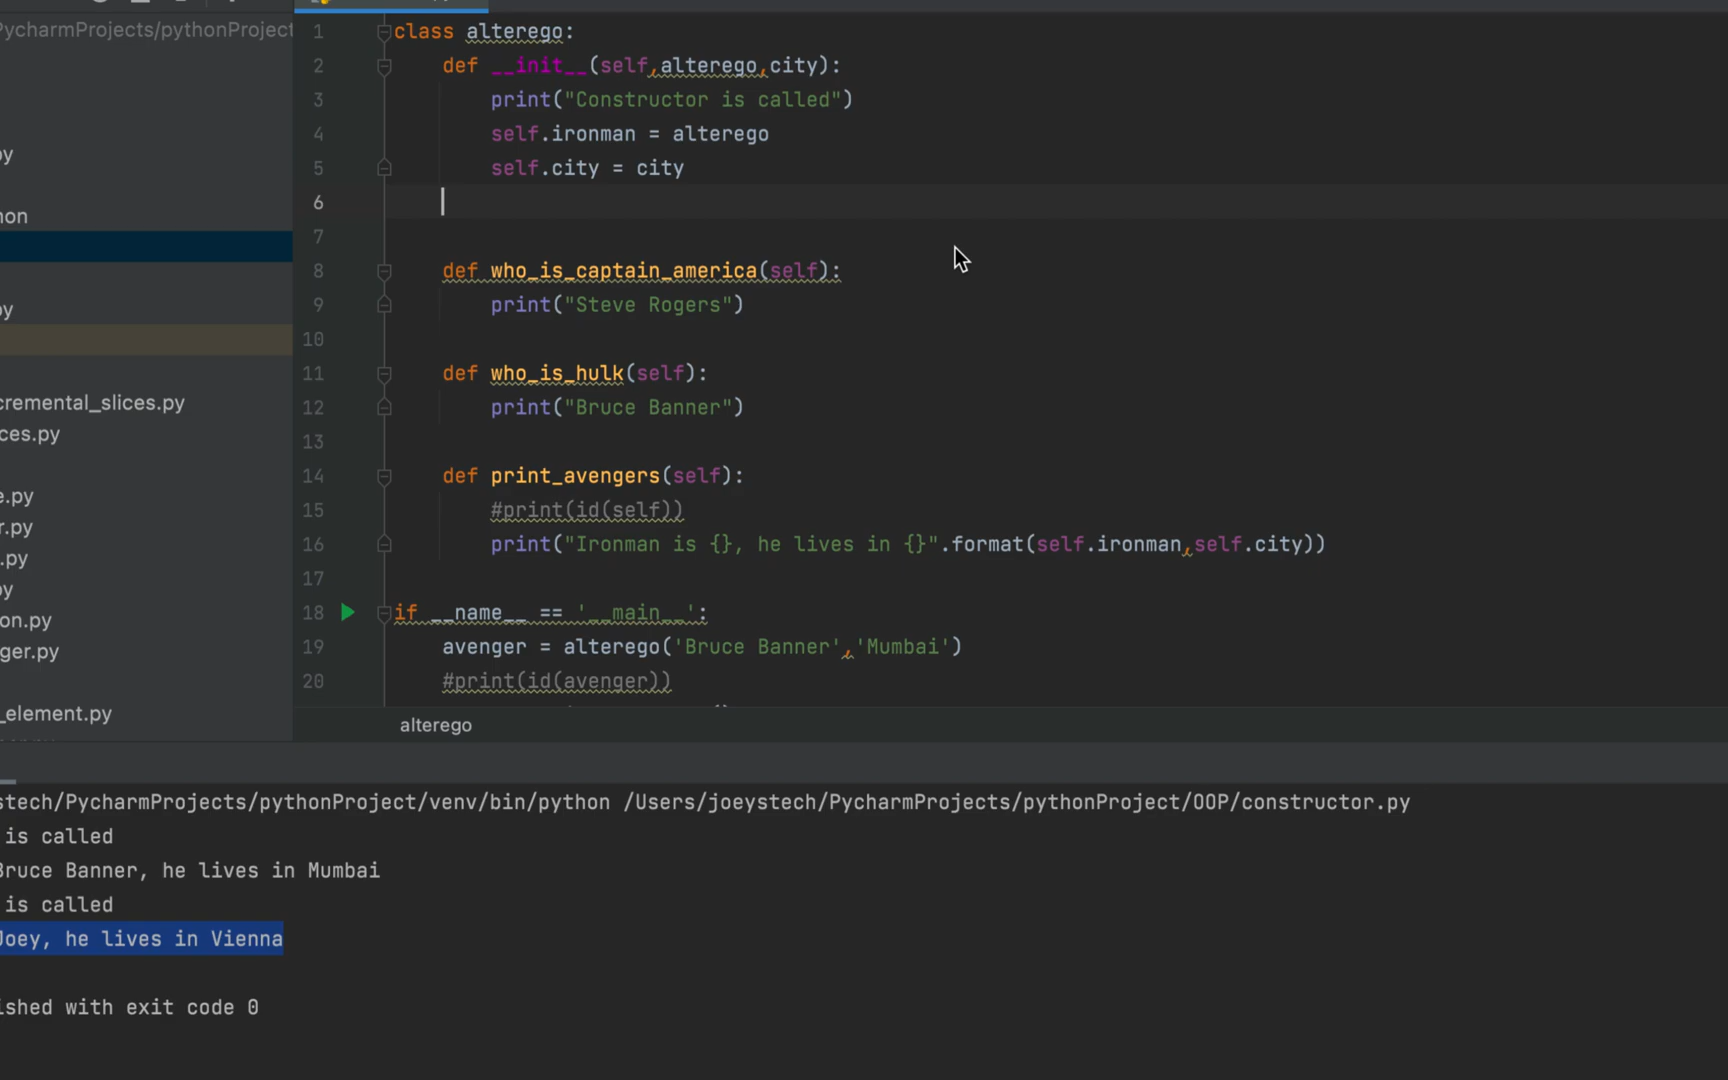 PycharmProjects/pythonProject
py
hon
py
cremental_slices.py
ces.py
e.py
r.py
.py
py
on.py
ger.py
_element.py
1 class alterego:
2 def __init__(self,alterego,city):
3 print("Constructor is called")
4 self.ironman = alterego
5 self.city = city
6
7
8 def who_is_captain_america(self):
9 print("Steve Rogers")
10
11 def who_is_hulk(self):
12 print("Bruce Banner")
13
14 def print_avengers(self):
15 #print(id(self))
16 print("Ironman is {}, he lives in {}".format(self.ironman,self.city))
17
18 if __name__ == '__main__':
19 avenger = alterego('Bruce Banner','Mumbai')
20 #print(id(avenger))
alterego
stech/PycharmProjects/pythonProject/venv/bin/python /Users/joeystech/PycharmProjects/pythonProject/OOP/constructor.py
is called
Bruce Banner, he lives in Mumbai
is called
Joey, he lives in Vienna
ished with exit code 0